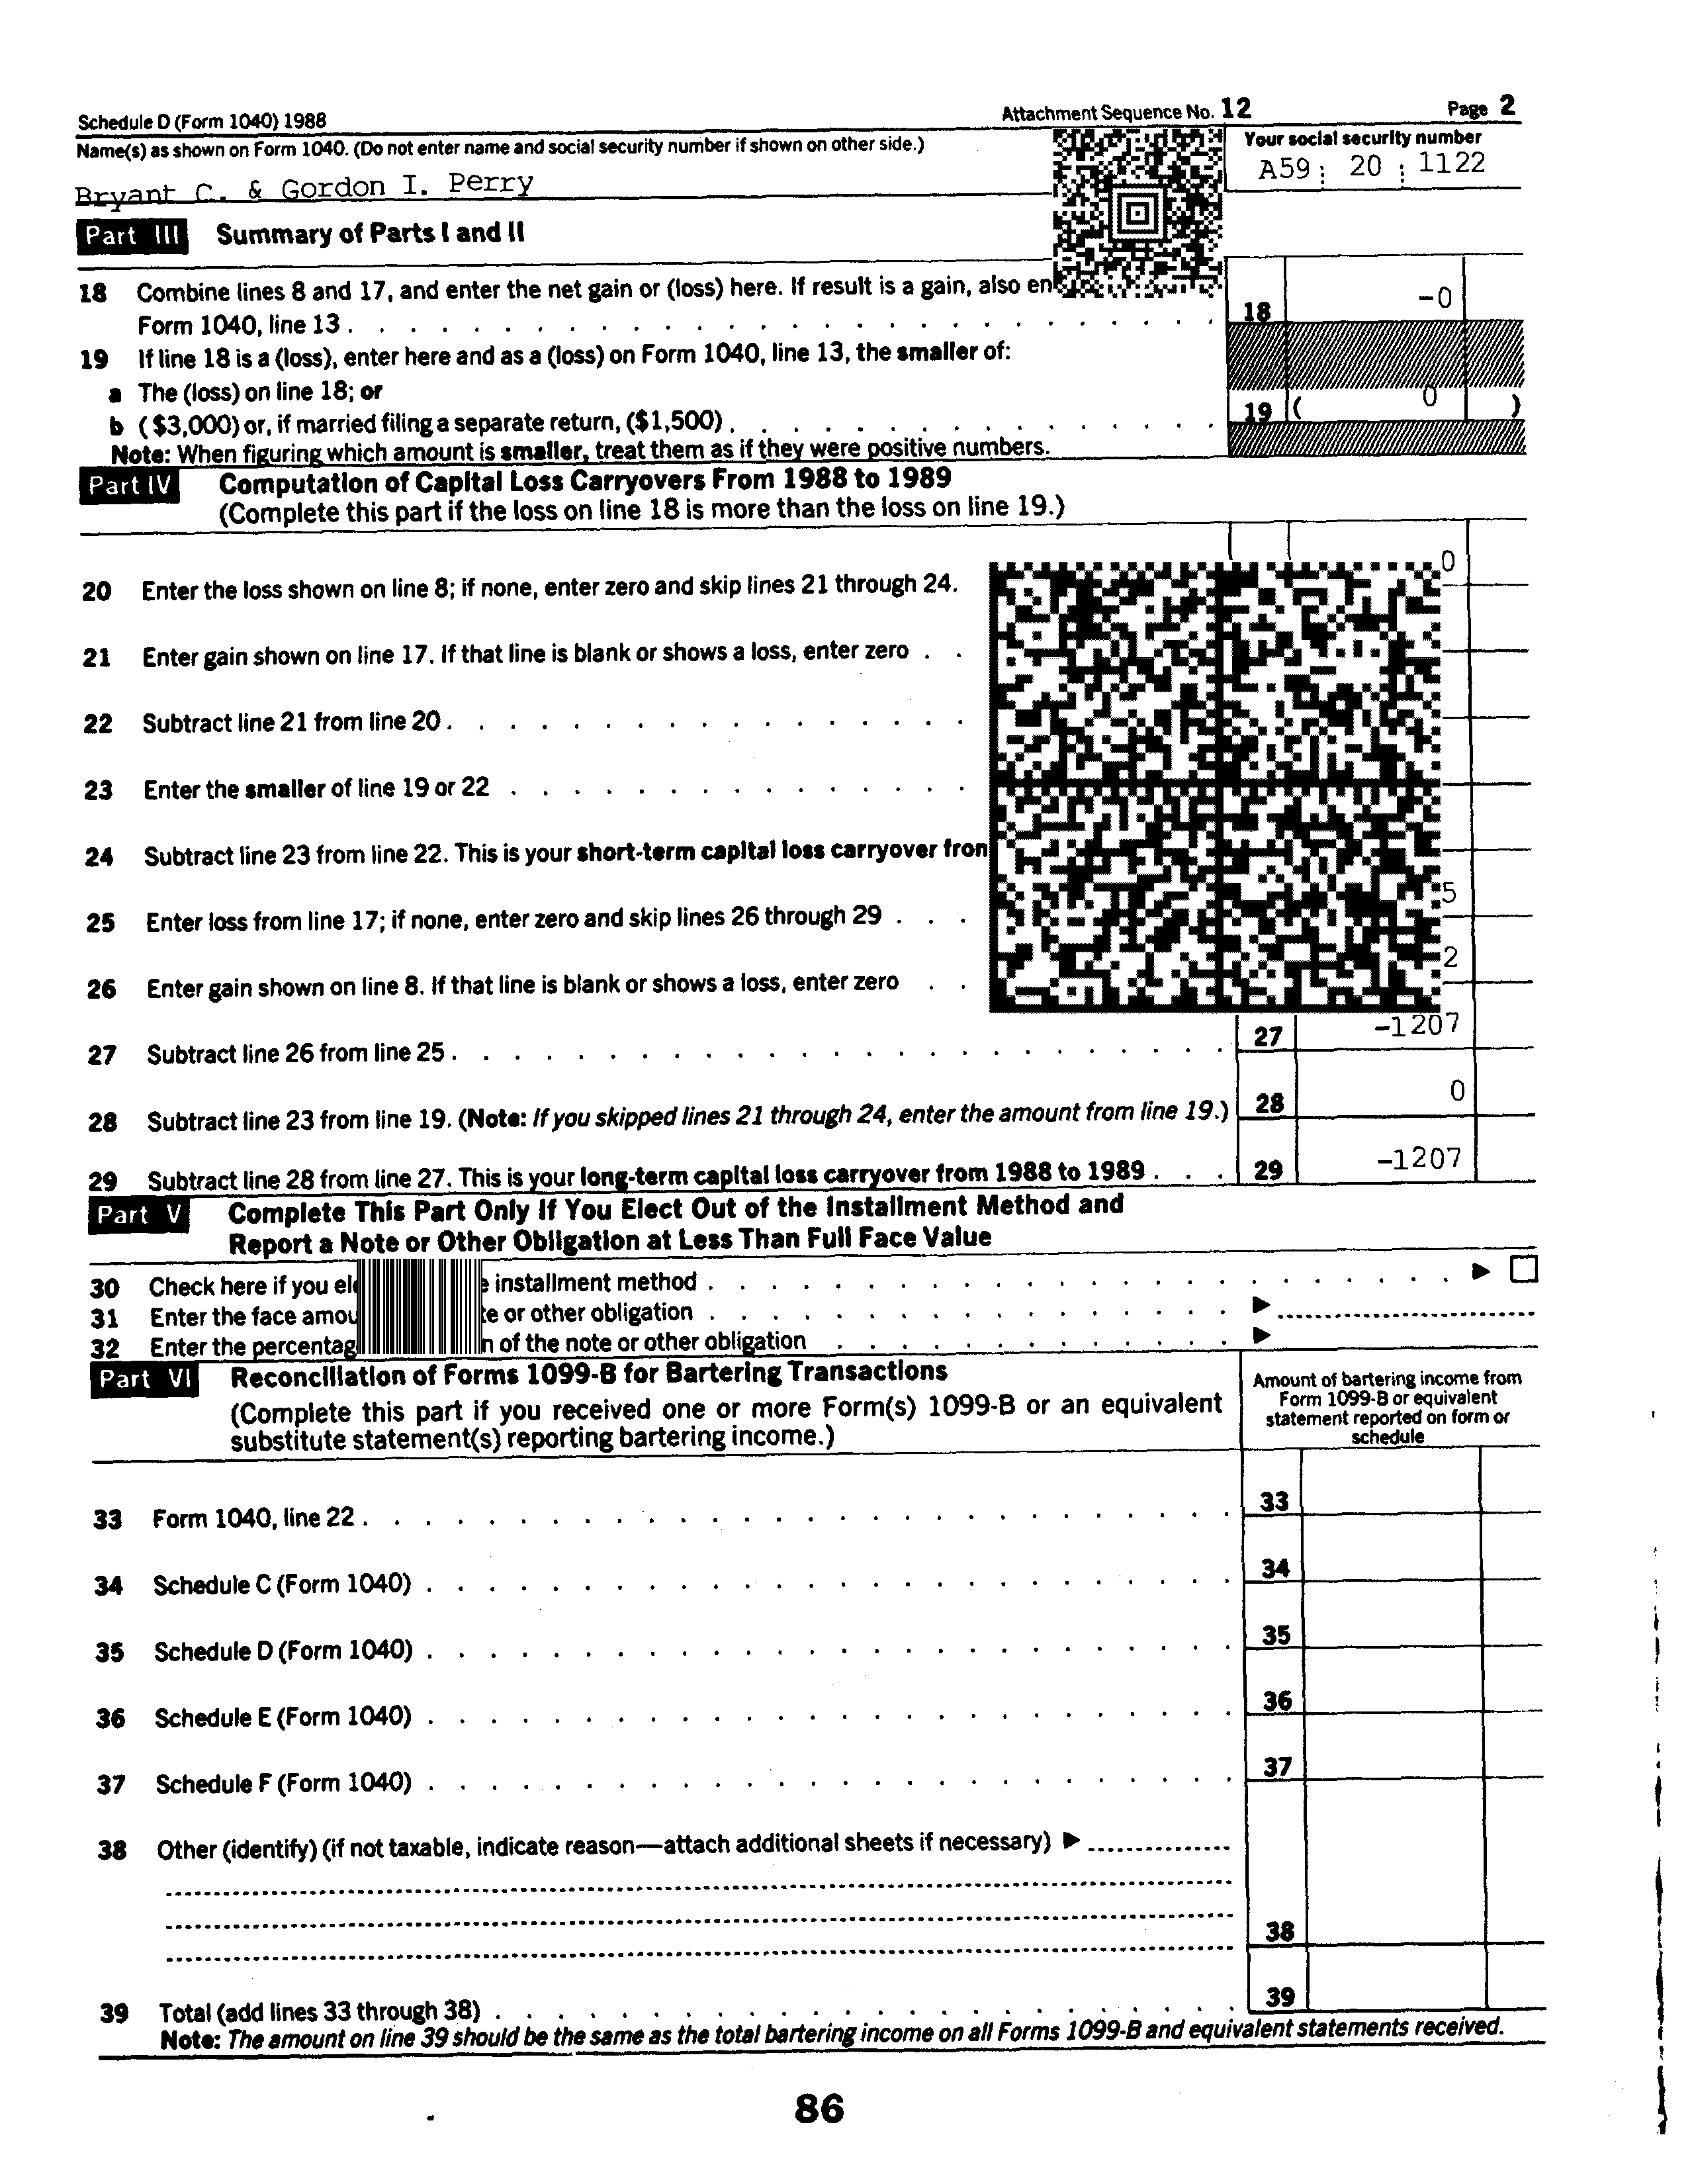 Schedule D (Form 1040) 1988 Attachment Sequence No. 12 Page 2
Name(s) as shown on Form 1040. (Do not enter name and social security number if shown on other side.) Your social security number
Bryant C. & Gordon I. Perry A59 20 1122
Part III Summary of Parts I and II
18 Combine lines 8 and 17, and enter the net gain or (loss) here. If result is a gain, also
Form 1040, line 13 18 -0
19 If line 18 is a (loss), enter here and as a (loss) on Form 1040, line 13, the smaller of:
a The (loss) on line 18; or
b ($3,000) or, if married filing a separate return, ($1,500) 19 ( 0 )
Note: When figuring which amount is smaller, treat them as if they were positive numbers.
Part IV Computation of Capital Loss Carryovers From 1988 to 1989
(Complete this part if the loss on line 18 is more than the loss on line 19.)
20 Enter the loss shown on line 8; if none, enter zero and skip lines 21 through 24. 0
21 Enter gain shown on line 17. If that line is blank or shows a loss, enter zero
22 Subtract line 21 from line 20
23 Enter the smaller of line 19 or 22
24 Subtract line 23 from line 22. This is your short-term capital loss carryover
25 Enter loss from line 17; if none, enter zero and skip lines 26 through 29
26 Enter gain shown on line 8. If that line is blank or shows a loss, enter zero
27 Subtract line 26 from line 25 27 -1207
28 Subtract line 23 from line 19. (Note: If you skipped lines 21 through 24, enter the amount from line 19.) 28 0
29 Subtract line 28 from line 27. This is your long-term capital loss carryover from 1988 to 1989 29 -1207
Part V Complete This Part Only If You Elect Out of the Installment Method and
Report a Note or Other Obligation at Less Than Full Face Value
30 Check here if you installment method
31 Enter the face or other obligation
32 Enter the of the note or other obligation
Part VI Reconciliation of Forms 1099-B for Bartering Transactions
(Complete this part if you received one or more Form(s) 1099-B or an equivalent
substitute statement(s) reporting bartering income.)
Amount of bartering income from
Form 1099-B or equivalent
statement reported on form or
schedule
33 Form 1040, line 22 33
34 Schedule C (Form 1040) 34
35 Schedule D (Form 1040) 35
36 Schedule E (Form 1040) 36
37 Schedule F (Form 1040) 37
38 Other (identify) (if not taxable, indicate reason—attach additional sheets if necessary)
38
39 Total (add lines 33 through 38) 39
Note: The amount on line 39 should be the same as the total bartering income on all Forms 1099-B and equivalent statements received.
86